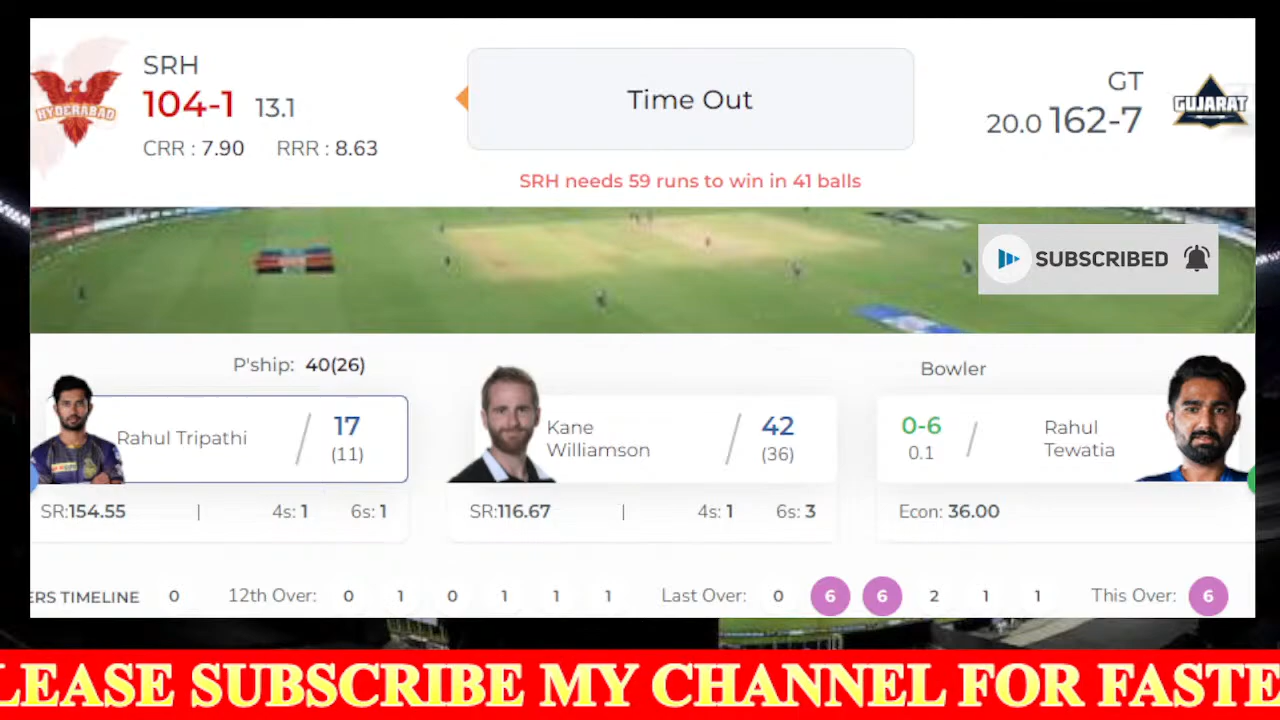 SRH
104-1 13.1
CRR : 7.90 RRR : 8.63
HYDERABAD
Time Out
SRH needs 59 runs to win in 41 balls
GT
20.0 162-7
GUJARAT
SUBSCRIBED
P'ship: 40(26)
Rahul Tripathi 17
(11)
SR:154.55 | 4s: 1 6s: 1
Kane
Williamson
42
(36)
SR:116.67 | 4s: 1 6s: 3
Bowler
0-6
0.1
Rahul
Tewatia
Econ: 36.00
ERS TIMELINE 0 12th Over: 0 1 0 1 1 1 Last Over: 0 6 6 2 1 1 This Over: 6
LEASE SUBSCRIBE MY CHANNEL FOR FASTE